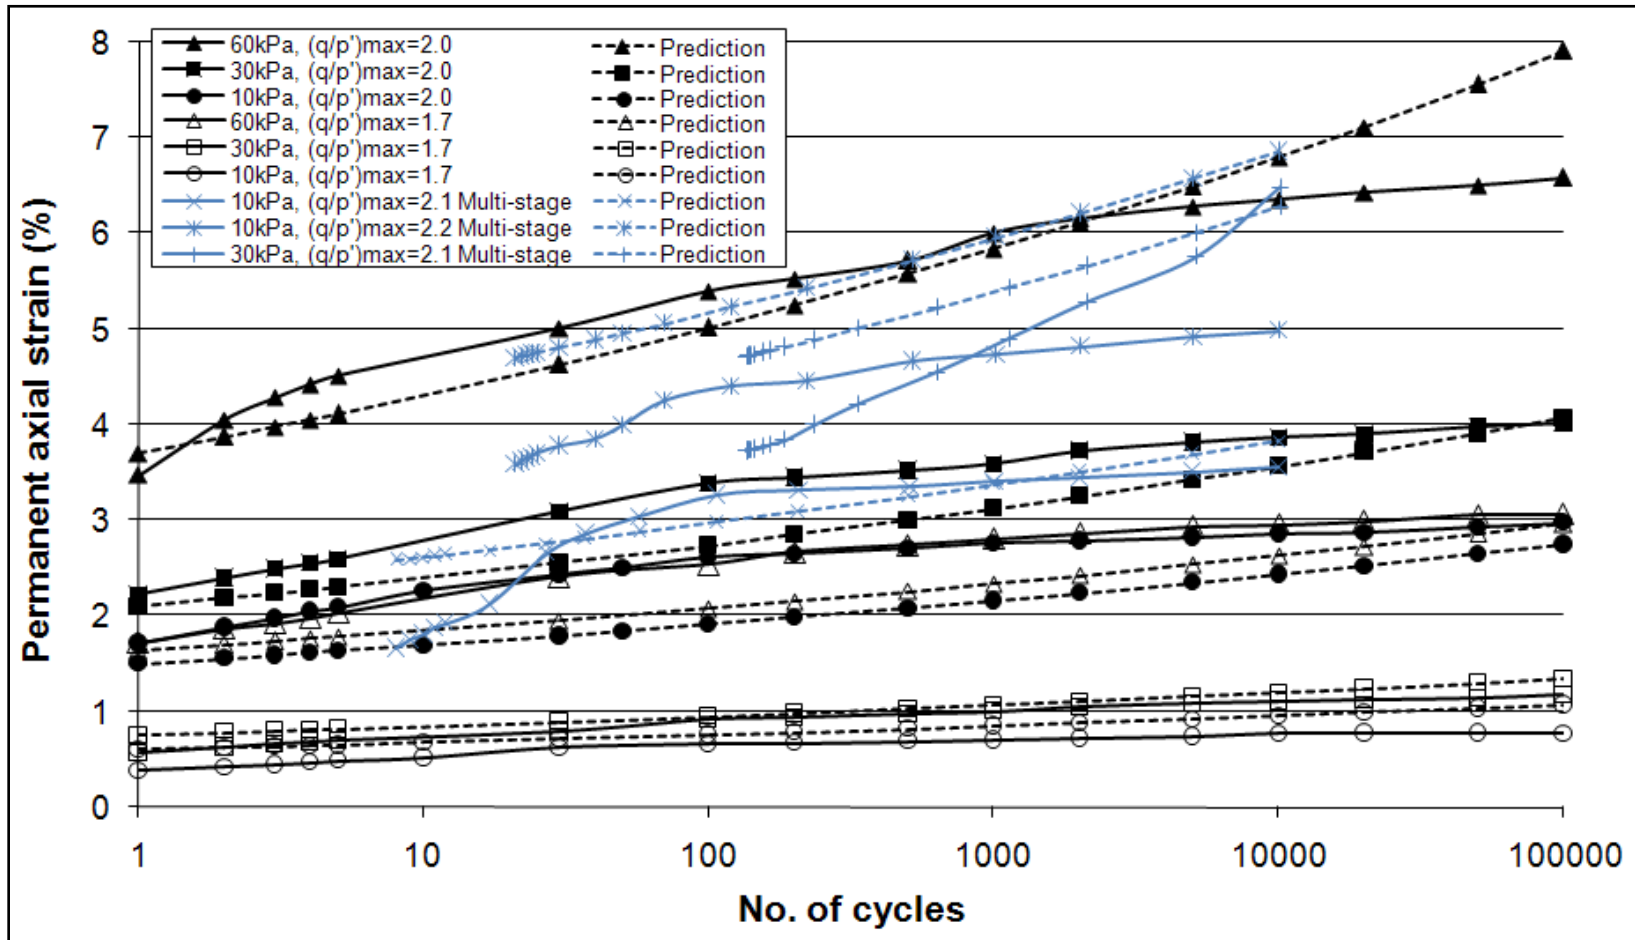 8
7
6
5
4
3
2
1
0
Permanent axial strain (%)
60kPa, (q/p')max=2.0 Prediction
30kPa, (q/p')max=2.0 Prediction
10kPa, (q/p')max=2.0 Prediction
60kPa, (q/p')max=1.7 Prediction
30kPa, (q/p')max=1.7 Prediction
10kPa, (q/p')max=1.7 Prediction
10kPa, (q/p')max=2.1 Multi-stage Prediction
10kPa, (q/p')max=2.2 Multi-stage Prediction
30kPa, (q/p')max=2.1 Multi-stage Prediction
1 10 100 1000 10000 100000
No. of cycles